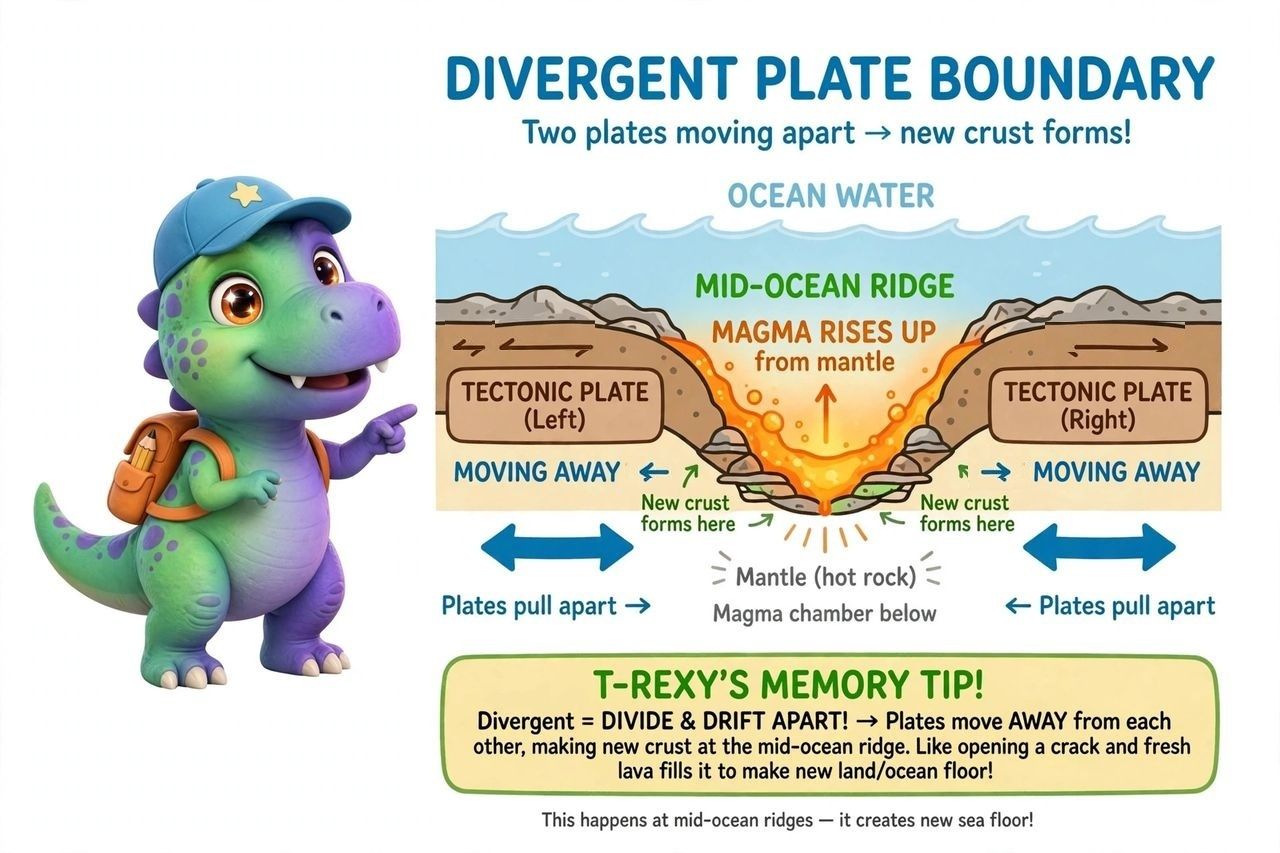 DIVERGENT PLATE BOUNDARY
Two plates moving apart → new crust forms!
OCEAN WATER
MID-OCEAN RIDGE
MAGMA RISES UP
from mantle
TECTONIC PLATE
(Left)
TECTONIC PLATE
(Right)
MOVING AWAY ←
→ MOVING AWAY
New crust
forms here
New crust
forms here
Mantle (hot rock)
Magma chamber below
Plates pull apart →
← Plates pull apart
T-REXY'S MEMORY TIP!
Divergent = DIVIDE & DRIFT APART! → Plates move AWAY from each
other, making new crust at the mid-ocean ridge. Like opening a crack and fresh
lava fills it to make new land/ocean floor!
This happens at mid-ocean ridges — it creates new sea floor!